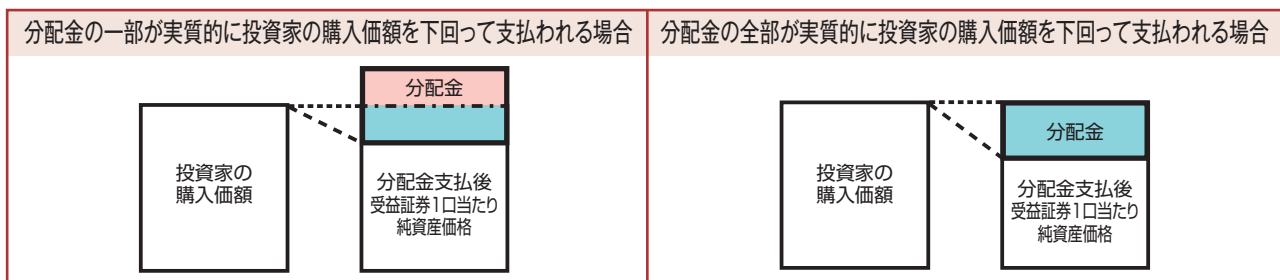 分配金の一部が実質的に投資家の購入価額を下回って支払われる場合
分配金
投資家の
購入価額
分配金支払後
受益証券1口当たり
純資産価格
分配金の全部が実質的に投資家の購入価額を下回って支払われる場合
分配金
投資家の
購入価額
分配金支払後
受益証券1口当たり
純資産価格